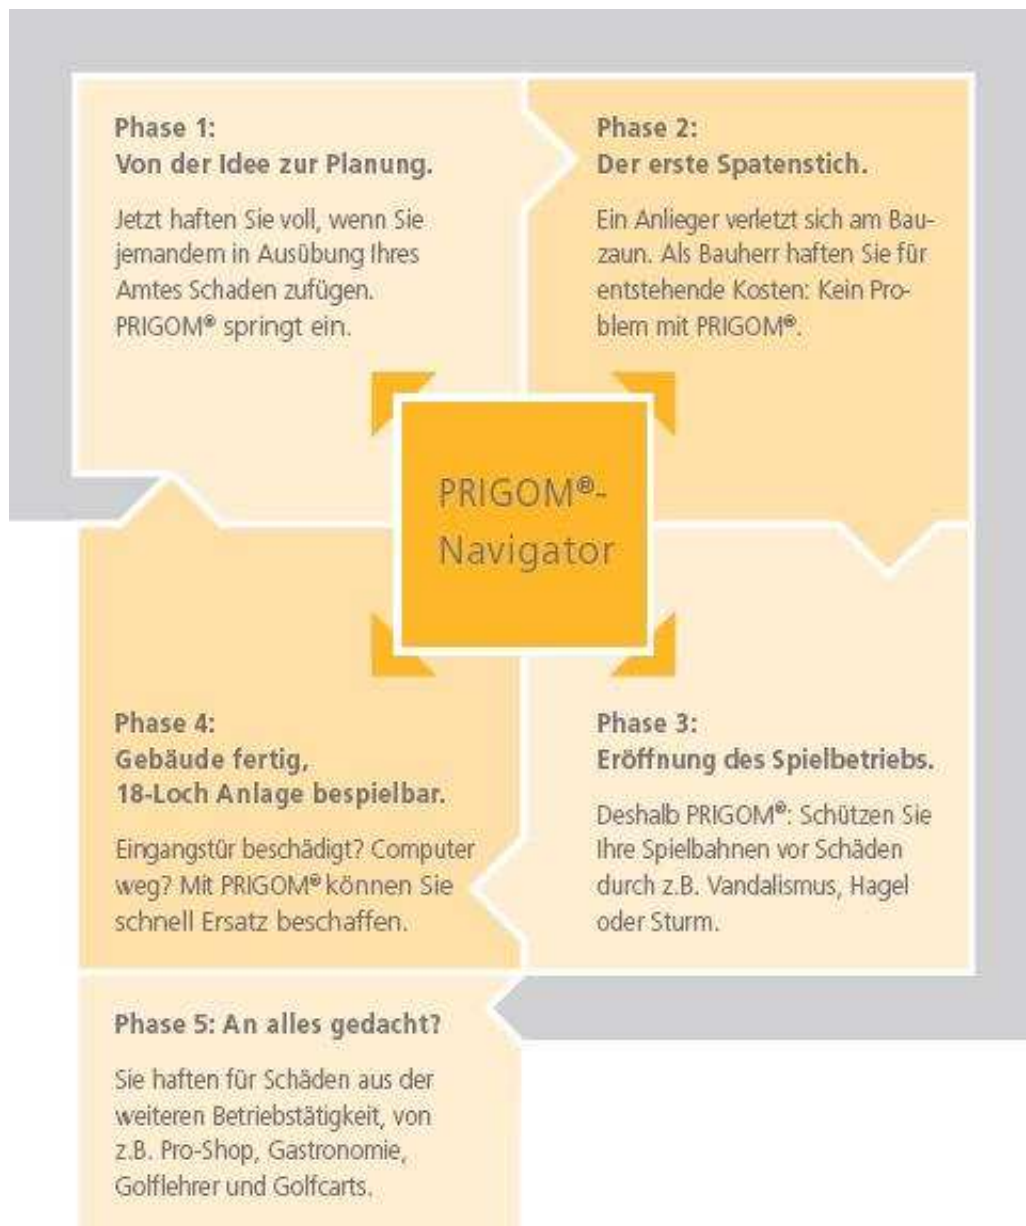 Phase 1:
Von der Idee zur Planung.
Jetzt haften Sie voll, wenn Sie
jemandem in Ausübung Ihres
Amtes Schaden zufügen.
PRIGOM® springt ein.
Phase 2:
Der erste Spatenstich.
Ein Anlieger verletzt sich am Bau-
zaun. Als Bauherr haften Sie für
entstehende Kosten: Kein Pro-
blem mit PRIGOM®.
PRIGOM®-
Navigator
Phase 3:
Eröffnung des Spielbetriebs.
Deshalb PRIGOM®: Schützen Sie
Ihre Spielbahnen vor Schäden
durch z.B. Vandalismus, Hagel
oder Sturm.
Phase 4:
Gebäude fertig,
18-Loch Anlage bespielbar.
Eingangstür beschädigt? Computer
weg? Mit PRIGOM® können Sie
schnell Ersatz beschaffen.
Phase 5: An alles gedacht?
Sie haften für Schäden aus der
weiteren Betriebstätigkeit, von
z.B. Pro-Shop, Gastronomie,
Golflehrer und Golfcarts.